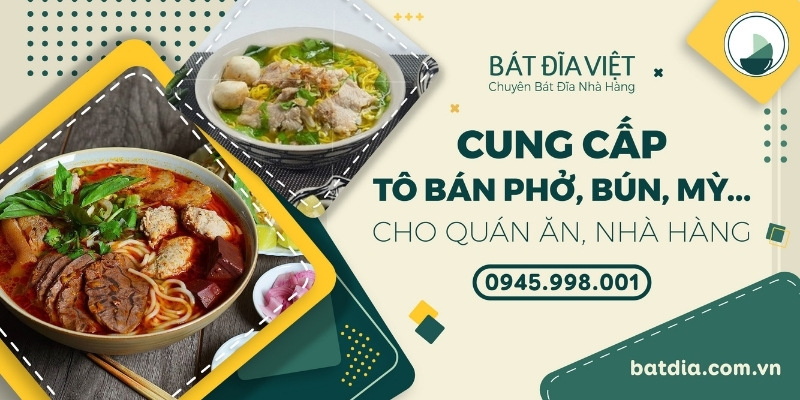 BÁT ĐĨA VIỆT
Chuyên Bát Đĩa Nhà Hàng
CUNG CẤP
TÔ BÁN PHỞ, BÚN, MỲ...
CHO QUÁN ĂN, NHÀ HÀNG
0945.998.001
batdia.com.vn